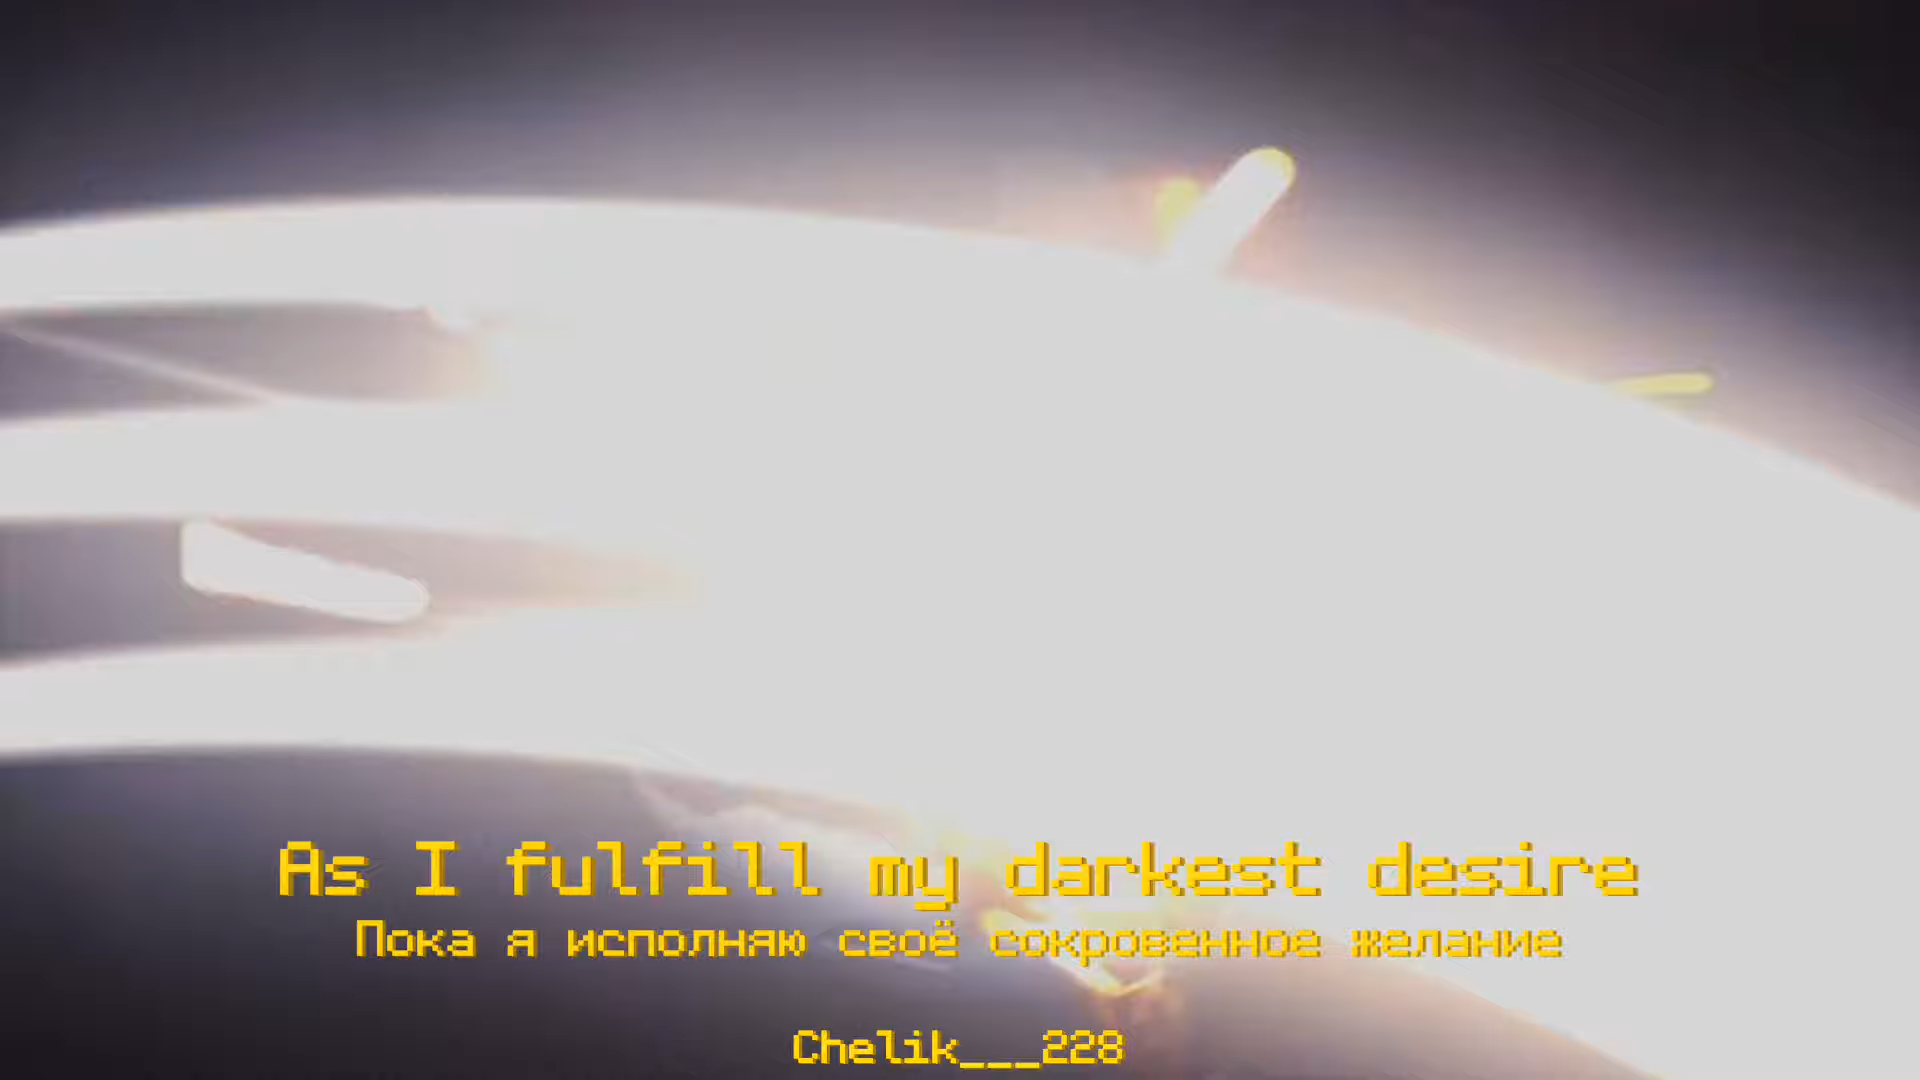 As I fulfill my darkest desire
Пока я исполняю своё сокровенное желание
Chelik___228